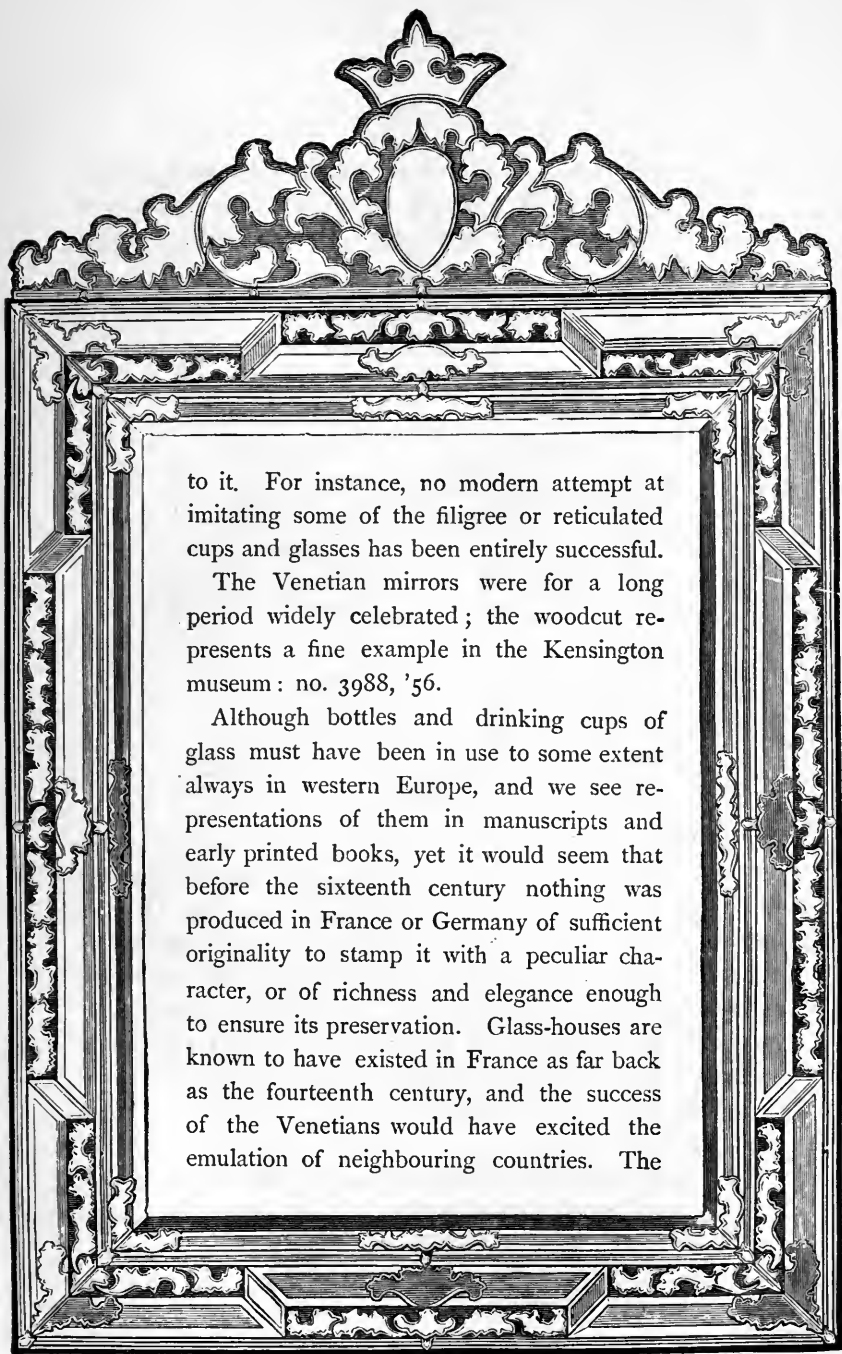 to it. For instance, no modern attempt at
imitating some of the filigree or reticulated
cups and glasses has been entirely successful.
The Venetian mirrors were for a long
period widely celebrated ; the woodcut re-
presents a fine example in the Kensington
museum : no. 3988, '56.
Although bottles and drinking cups of
glass must have been in use to some extent
always in western Europe, and we see re-
presentations of them in manuscripts and
early printed books, yet it would seem that
before the sixteenth century nothing was
produced in France or Germany of sufficient
originality to stamp it with a peculiar cha-
racter, or of richness and elegance enough
to ensure its preservation. Glass-houses are
known to have existed in France as far back
as the fourteenth century, and the success
of the Venetians would have excited the
emulation of neighbouring countries. The